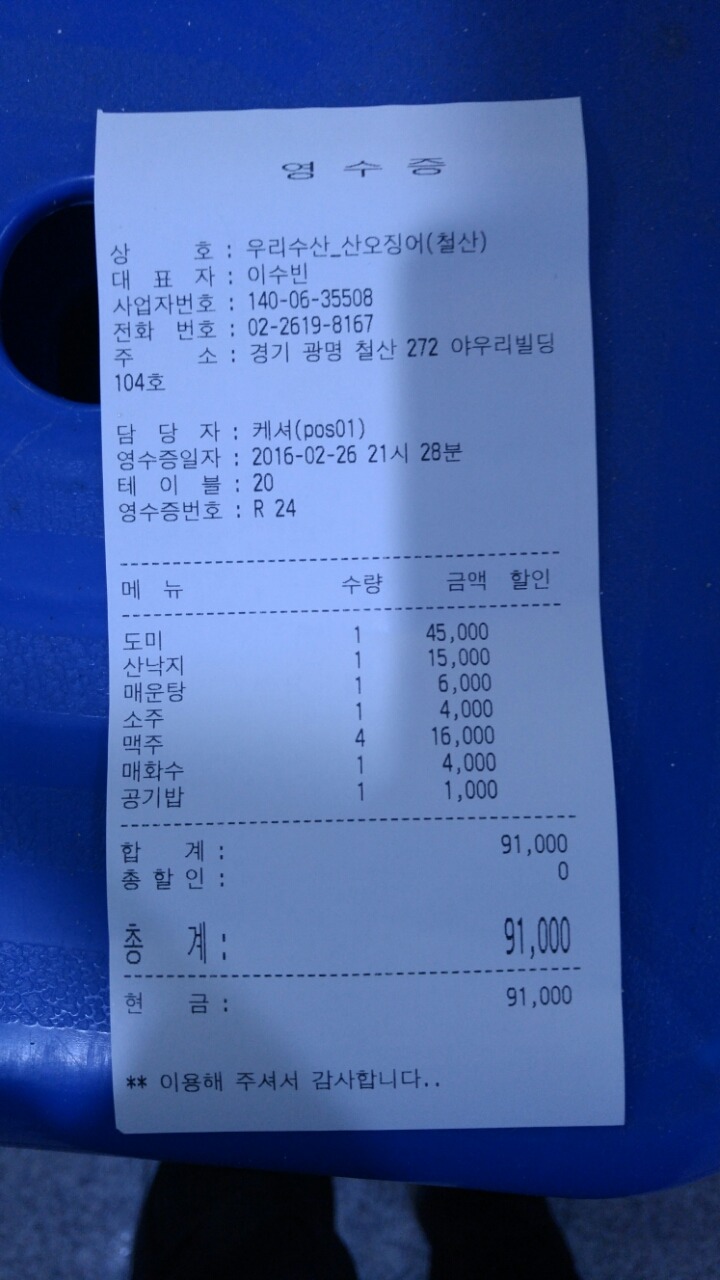 영 수 증
상 호 : 우리수산_산오징어(철산)
대 표 자 : 이수빈
사업자번호 : 140-06-35508
전화 번호 : 02-2619-8167
주 소 : 경기 광명 철산 272 야우리빌딩
104호
담 당 자 : 케셔(pos01)
영수증일자 : 2016-02-26 21시 28분
테 이 블 : 20
영수증번호 : R 24
메 뉴 수량 금액 할인
도미 1 45,000
산낙지 1 15,000
매운탕 1 6,000
소주 1 4,000
맥주 4 16,000
매화수 1 4,000
공기밥 1 1,000
합 계 : 91,000
총 할 인 : 0
총 계 : 91,000
현 금 : 91,000
** 이용해 주셔서 감사합니다..